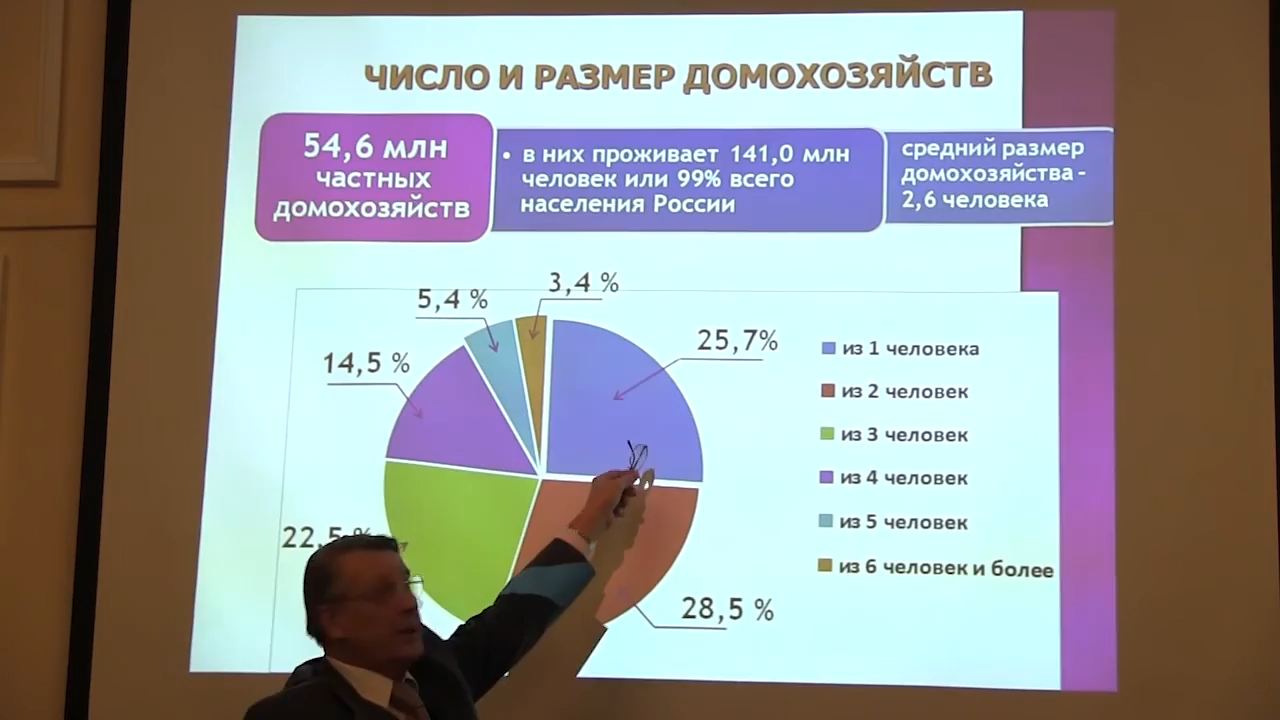 ЧИСЛО И РАЗМЕР ДОМОХОЗЯЙСТВ
54,6 млн
частных
домохозяйств
• в них проживает 141,0 млн
человек или 99% всего
населения России
средний размер
домохозяйства -
2,6 человека
3,4 %
5,4 %
25,7%
14,5 %
22,5 %
28,5 %
из 1 человека
из 2 человек
из 3 человек
из 4 человек
из 5 человек
из 6 человек и более